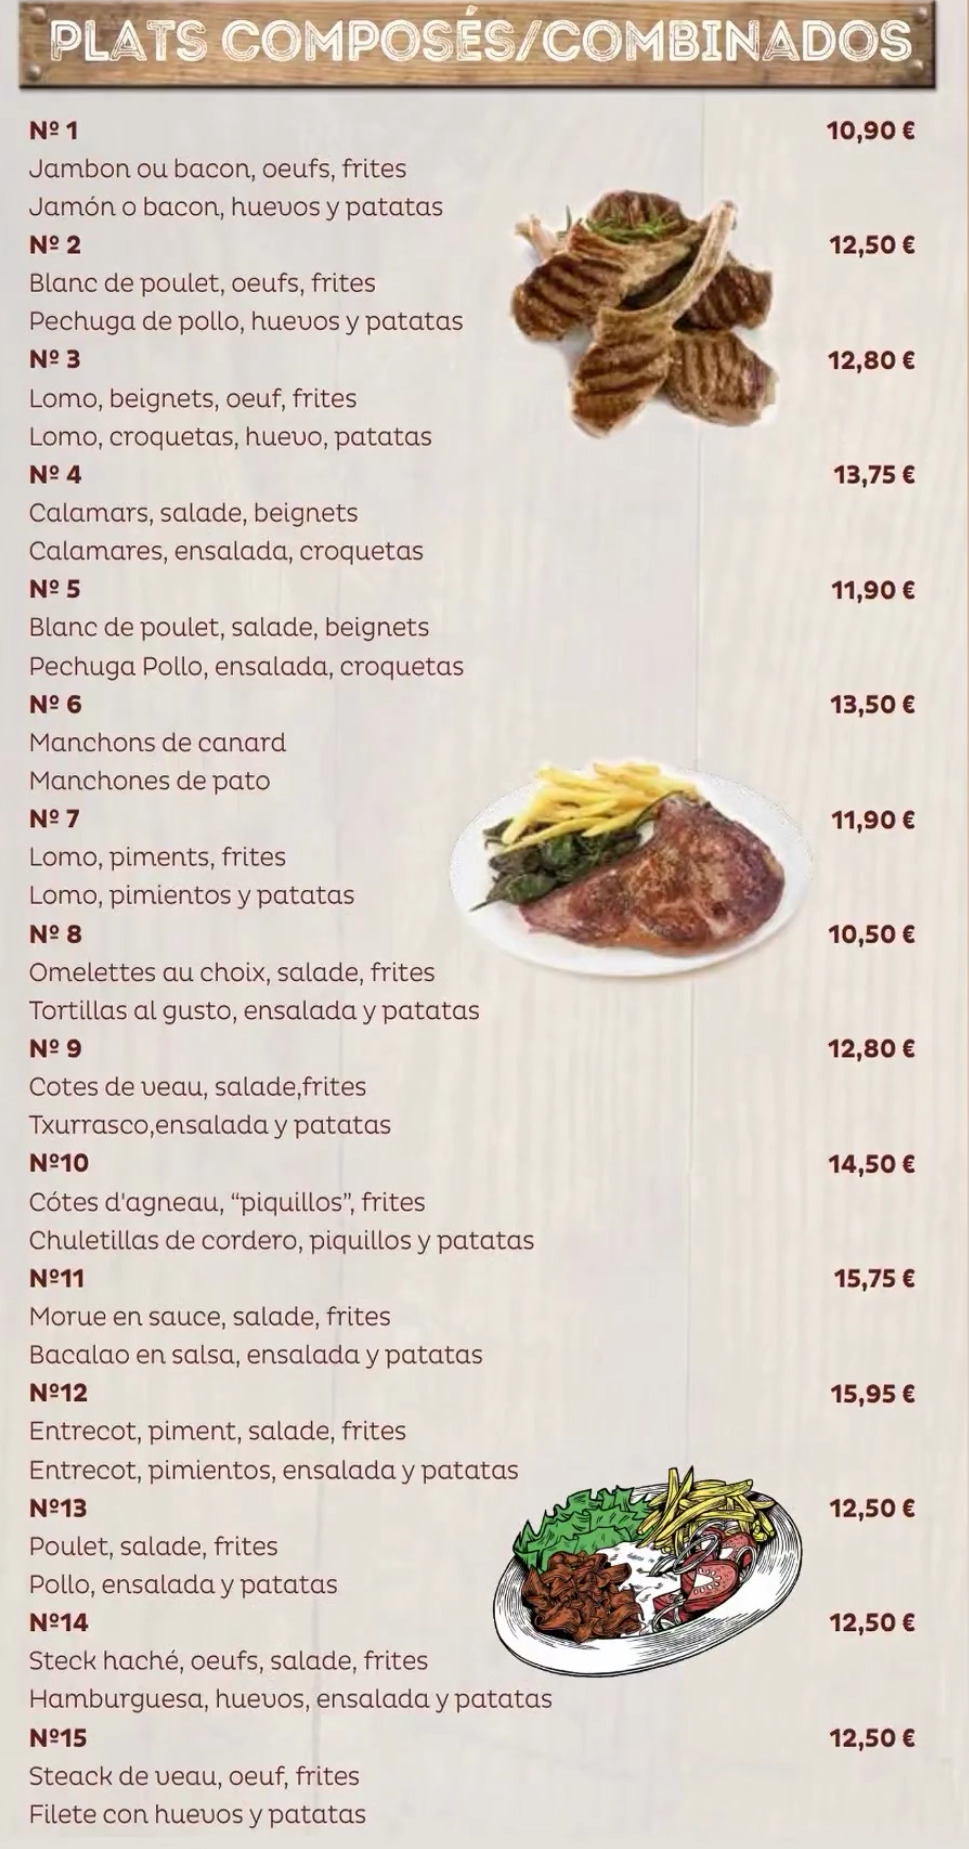 PLATS COMPOSÉS/COMBINADOS
Nº 1 10,90 €
Jambon ou bacon, oeufs, frites
Jamón o bacon, huevos y patatas
Nº 2 12,50 €
Blanc de poulet, oeufs, frites
Pechuga de pollo, huevos y patatas
Nº 3 12,80 €
Lomo, beignets, oeuf, frites
Lomo, croquetas, huevo, patatas
Nº 4 13,75 €
Calamars, salade, beignets
Calamares, ensalada, croquetas
Nº 5 11,90 €
Blanc de poulet, salade, beignets
Pechuga Pollo, ensalada, croquetas
Nº 6 13,50 €
Manchons de canard
Manchones de pato
Nº 7 11,90 €
Lomo, piments, frites
Lomo, pimientos y patatas
Nº 8 10,50 €
Omelettes au choix, salade, frites
Tortillas al gusto, ensalada y patatas
Nº 9 12,80 €
Cotes de veau, salade,frites
Txurrasco,ensalada y patatas
Nº10 14,50 €
Cótes d'agneau, “piquillos”, frites
Chuletillas de cordero, piquillos y patatas
Nº11 15,75 €
Morue en sauce, salade, frites
Bacalao en salsa, ensalada y patatas
Nº12 15,95 €
Entrecot, piment, salade, frites
Entrecot, pimientos, ensalada y patatas
Nº13 12,50 €
Poulet, salade, frites
Pollo, ensalada y patatas
Nº14 12,50 €
Steck haché, oeufs, salade, frites
Hamburguesa, huevos, ensalada y patatas
Nº15 12,50 €
Steack de veau, oeuf, frites
Filete con huevos y patatas